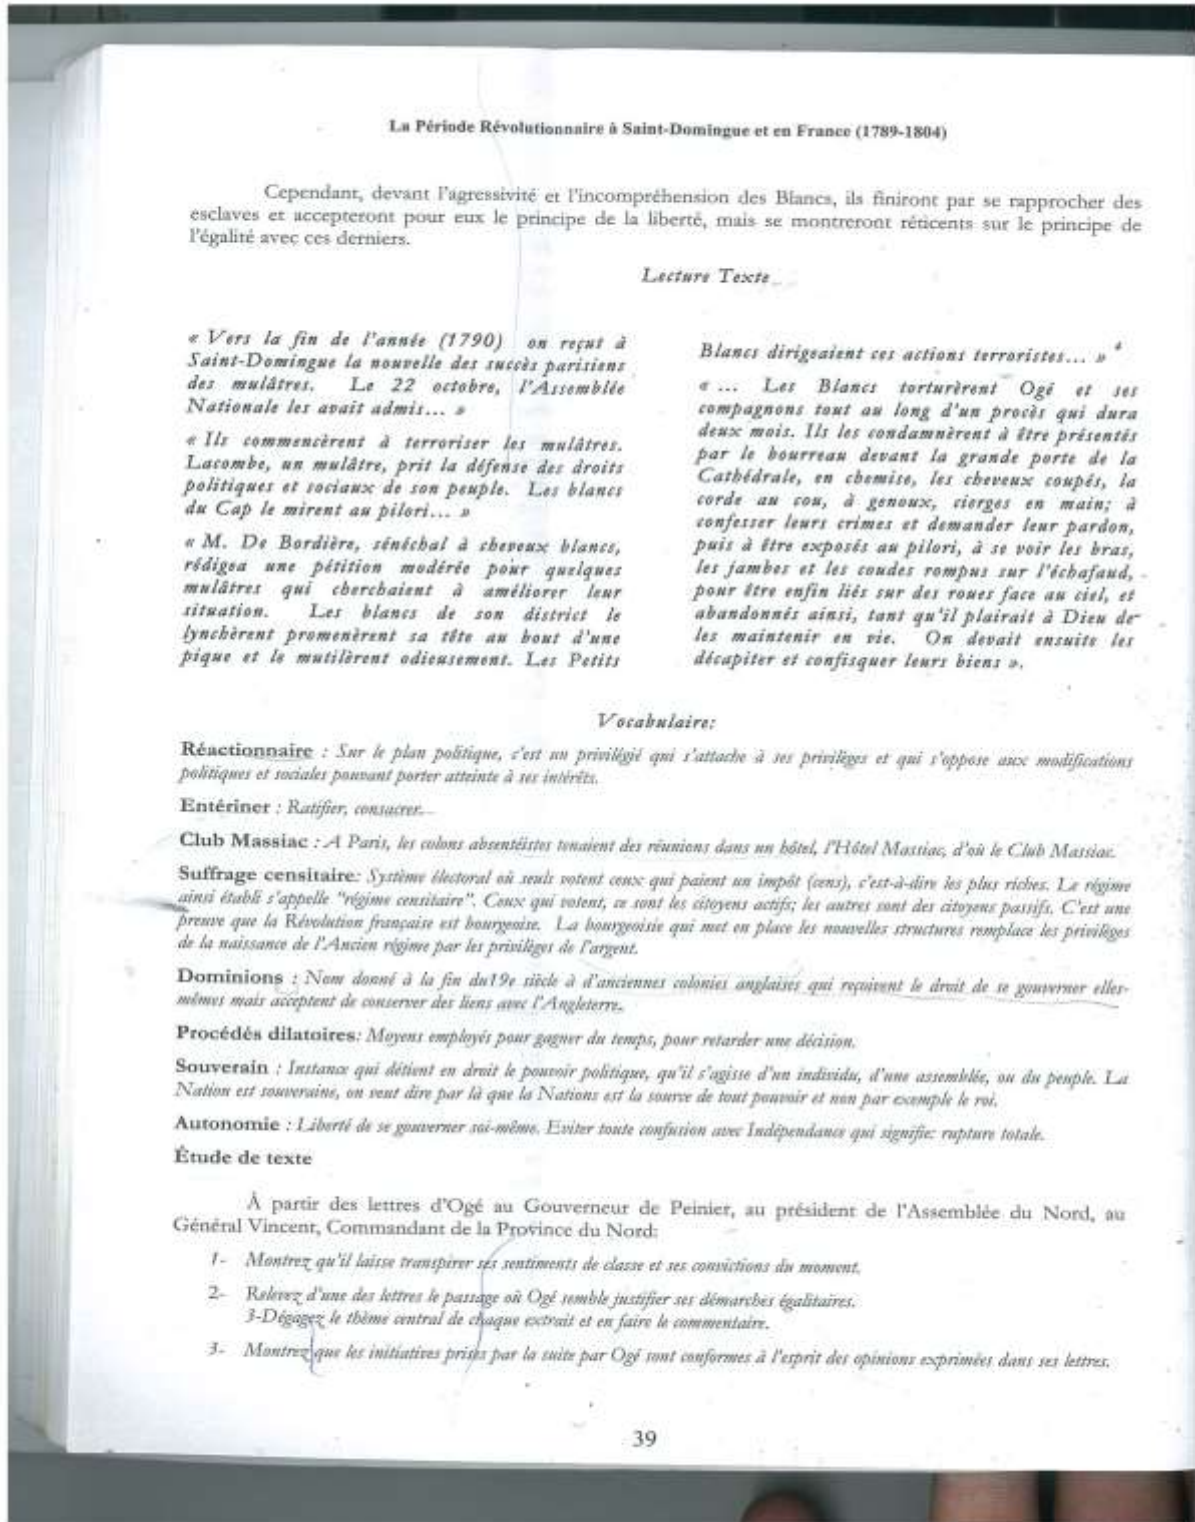 La Période Révolutionnaire à Saint-Domingue et en France (1789-1804)
Cependant, devant l'agressivité et l'incompréhension des Blancs, ils finiront par se rapprocher des
esclaves et accepteront pour eux le principe de la liberté, mais se montreront réticents sur le principe de
l'égalité avec ces derniers.
Lecture Texte
« Vers la fin de l'année (1790) on reçut à
Saint-Domingue la nouvelle des succès parisiens
des mulâtres. Le 22 octobre, l'Assemblée
Nationale les avait admis... »
« Ils commencèrent à terroriser les mulâtres.
Lacombe, un mulâtre, prit la défense des droits
politiques et sociaux de son peuple. Les blancs
du Cap le mirent au pilori... »
« M. De Bordière, sénéchal à cheveux blancs,
rédigea une pétition modérée pour quelques
mulâtres qui cherchaient à améliorer leur
situation. Les blancs de son district le
lynchèrent promenèrent sa tête au bout d'une
pique et le mutilèrent odieusement. Les Petits
Blancs dirigeaient ces actions terroristes... » 4
« ... Les Blancs torturèrent Ogé et ses
compagnons tout au long d'un procès qui dura
deux mois. Ils les condamnèrent à être présentés
par le bourreau devant la grande porte de la
Cathédrale, en chemise, les cheveux coupés, la
corde au cou, à genoux, cierges en main; à
confesser leurs crimes et demander leur pardon,
puis à être exposés au pilori, à se voir les bras,
les jambes et les coudes rompus sur l'échafaud,
pour être enfin liés sur des roues face au ciel, et
abandonnés ainsi, tant qu'il plairait à Dieu de
les maintenir en vie. On devait ensuite les
décapiter et confisquer leurs biens ».
Vocabulaire:
Réactionnaire : Sur le plan politique, c'est un privilégié qui s'attache à ses privilèges et qui s'oppose aux modifications
politiques et sociales pouvant porter atteinte à ses intérêts.
Entériner : Ratifier, consacrer.
Club Massiac : A Paris, les colons absentéistes tenaient des réunions dans un hôtel, l'Hôtel Massiac, d'où le Club Massiac.
Suffrage censitaire: Système électoral où seuls votent ceux qui paient un impôt (cens), c'est-à-dire les plus riches. Le régime
ainsi établi s'appelle "régime censitaire". Ceux qui votent, ce sont les citoyens actifs; les autres sont des citoyens passifs. C'est une
preuve que la Révolution française est bourgeoise. La bourgeoisie qui met en place les nouvelles structures remplace les privilèges
de la naissance de l'Ancien régime par les privilèges de l'argent.
Dominions : Nom donné à la fin du19e siècle à d'anciennes colonies anglaises qui reçoivent le droit de se gouverner elles-
mêmes mais acceptent de conserver des liens avec l'Angleterre.
Procédés dilatoires: Moyens employés pour gagner du temps, pour retarder une décision.
Souverain : Instance qui détient en droit le pouvoir politique, qu'il s'agisse d'un individu, d'une assemblée, ou du peuple. La
Nation est souveraine, on veut dire par là que la Nations est la source de tout pouvoir et non par exemple le roi.
Autonomie : Liberté de se gouverner soi-même. Eviter toute confusion avec Indépendance qui signifie: rupture totale.
Étude de texte
À partir des lettres d'Ogé au Gouverneur de Peinier, au président de l'Assemblée du Nord, au
Général Vincent, Commandant de la Province du Nord:
1- Montrez qu'il laisse transpirer ses sentiments de classe et ses convictions du moment.
2- Relevez d'une des lettres le passage où Ogé semble justifier ses démarches égalitaires.
3-Dégagez le thème central de chaque extrait et en faire le commentaire.
3- Montrez que les initiatives prises par la suite par Ogé sont conformes à l'esprit des opinions exprimées dans ses lettres.
39